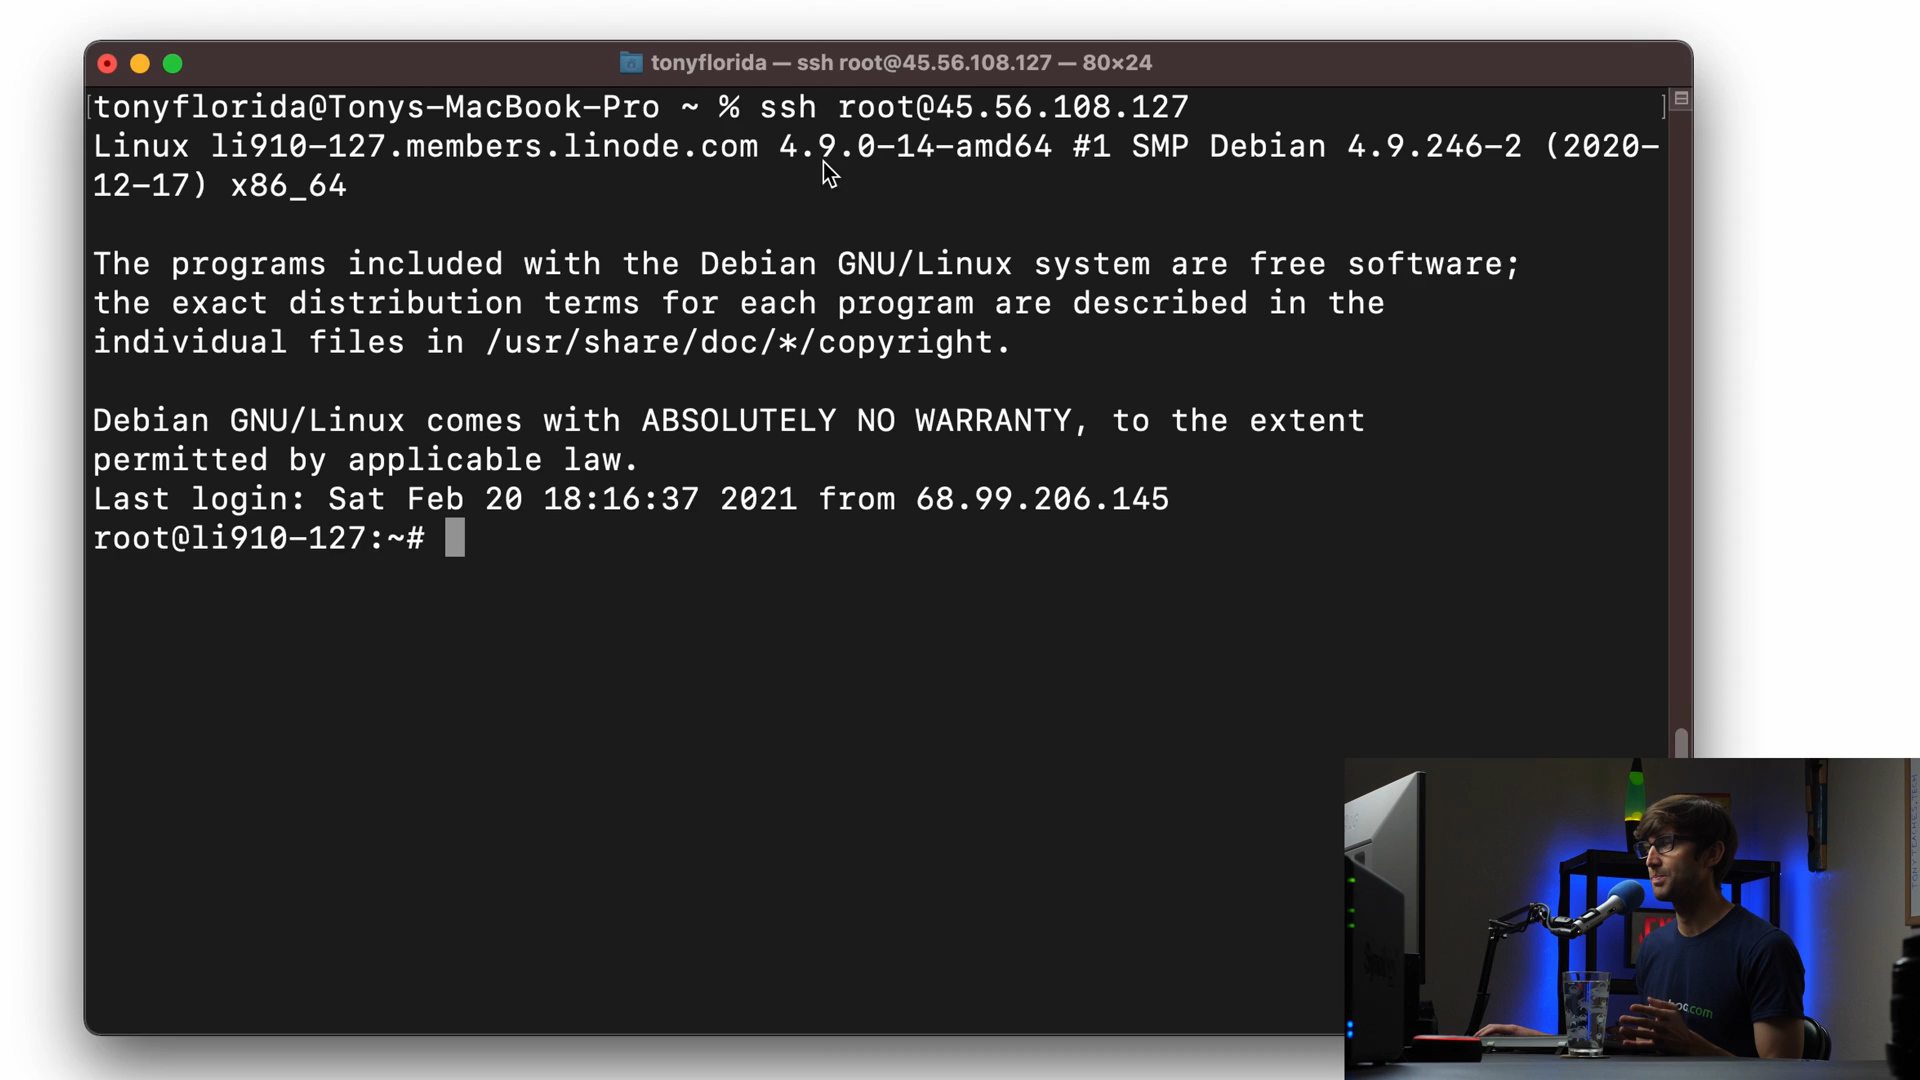 tonyflorida — ssh root@45.56.108.127 — 80×24
[tonyflorida@Tonys-MacBook-Pro ~ % ssh root@45.56.108.127 ]
Linux li910-127.members.linode.com 4.9.0-14-amd64 #1 SMP Debian 4.9.246-2 (2020-
12-17) x86_64
The programs included with the Debian GNU/Linux system are free software;
the exact distribution terms for each program are described in the
individual files in /usr/share/doc/*/copyright.
Debian GNU/Linux comes with ABSOLUTELY NO WARRANTY, to the extent
permitted by applicable law.
Last login: Sat Feb 20 18:16:37 2021 from 68.99.206.145
root@li910-127:~#